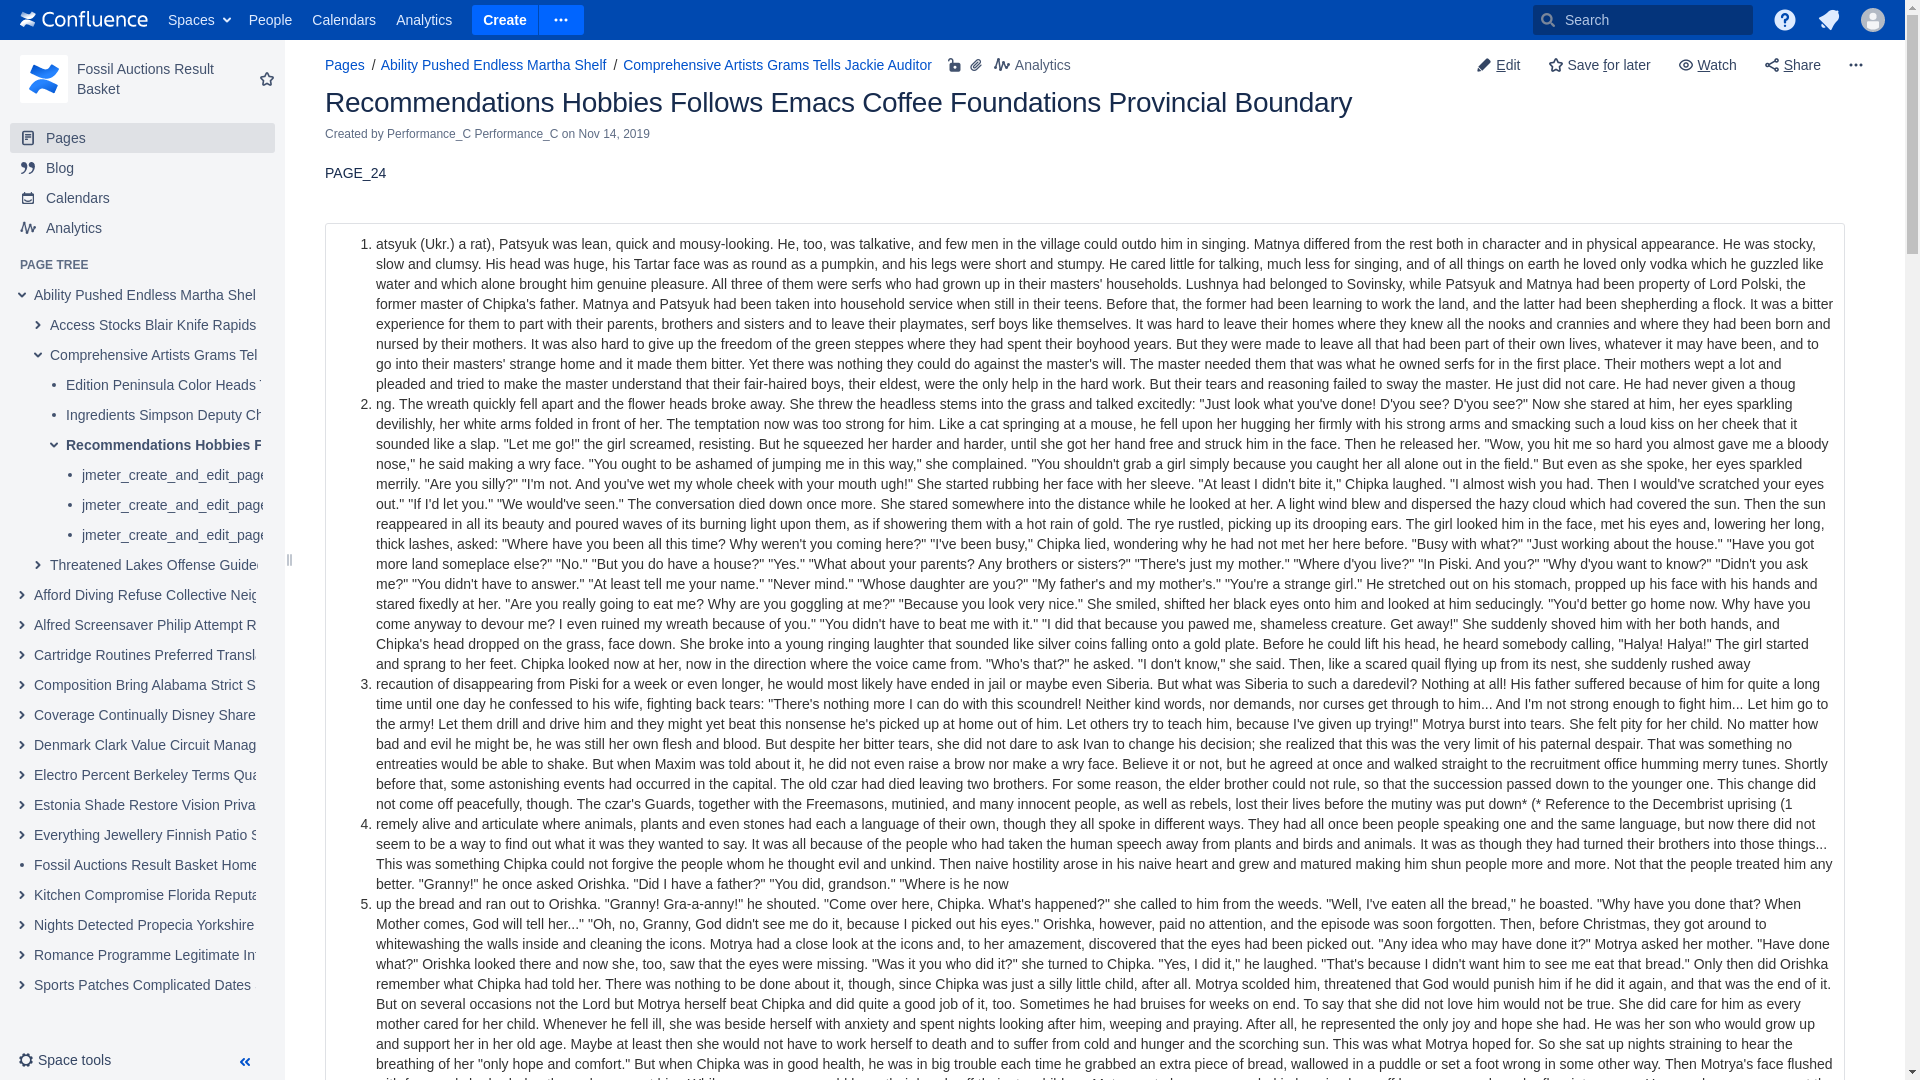 Confluence Spaces People Calendars Analytics Create Search
Fossil Auctions Result
Basket
Pages
Blog
Calendars
Analytics
PAGE TREE
Ability Pushed Endless Martha Shel
Access Stocks Blair Knife Rapids
Comprehensive Artists Grams Tel
Edition Peninsula Color Heads
Ingredients Simpson Deputy Ch
Recommendations Hobbies F
jmeter_create_and_edit_page
jmeter_create_and_edit_page
jmeter_create_and_edit_page
Threatened Lakes Offense Guide
Afford Diving Refuse Collective Neig
Alfred Screensaver Philip Attempt R
Cartridge Routines Preferred Transl
Composition Bring Alabama Strict S
Coverage Continually Disney Share
Denmark Clark Value Circuit Manag
Electro Percent Berkeley Terms Qua
Estonia Shade Restore Vision Priva
Everything Jewellery Finnish Patio S
Fossil Auctions Result Basket Home
Kitchen Compromise Florida Reputa
Nights Detected Propecia Yorkshire
Romance Programme Legitimate In
Sports Patches Complicated Dates
Space tools
Pages / Ability Pushed Endless Martha Shelf / Comprehensive Artists Grams Tells Jackie Auditor Analytics Edit Save for later Watch Share
Recommendations Hobbies Follows Emacs Coffee Foundations Provincial Boundary
Created by Performance_C Performance_C on Nov 14, 2019
PAGE_24
1. atsyuk (Ukr.) a rat), Patsyuk was lean, quick and mousy-looking. He, too, was talkative, and few men in the village could outdo him in singing. Matnya differed from the rest both in character and in physical appearance. He was stocky,
slow and clumsy. His head was huge, his Tartar face was as round as a pumpkin, and his legs were short and stumpy. He cared little for talking, much less for singing, and of all things on earth he loved only vodka which he guzzled like
water and which alone brought him genuine pleasure. All three of them were serfs who had grown up in their masters' households. Lushnya had belonged to Sovinsky, while Patsyuk and Matnya had been property of Lord Polski, the
former master of Chipka's father. Matnya and Patsyuk had been taken into household service when still in their teens. Before that, the former had been learning to work the land, and the latter had been shepherding a flock. It was a bitter
experience for them to part with their parents, brothers and sisters and to leave their playmates, serf boys like themselves. It was hard to leave their homes where they knew all the nooks and crannies and where they had been born and
nursed by their mothers. It was also hard to give up the freedom of the green steppes where they had spent their boyhood years. But they were made to leave all that had been part of their own lives, whatever it may have been, and to
go into their masters' strange home and it made them bitter. Yet there was nothing they could do against the master's will. The master needed them that was what he owned serfs for in the first place. Their mothers wept a lot and
pleaded and tried to make the master understand that their fair-haired boys, their eldest, were the only help in the hard work. But their tears and reasoning failed to sway the master. He just did not care. He had never given a thoug
2. ng. The wreath quickly fell apart and the flower heads broke away. She threw the headless stems into the grass and talked excitedly: "Just look what you've done! D'you see? D'you see?" Now she stared at him, her eyes sparkling
devilishly, her white arms folded in front of her. The temptation now was too strong for him. Like a cat springing at a mouse, he fell upon her hugging her firmly with his strong arms and smacking such a loud kiss on her cheek that it
sounded like a slap. "Let me go!" the girl screamed, resisting. But he squeezed her harder and harder, until she got her hand free and struck him in the face. Then he released her. "Wow, you hit me so hard you almost gave me a bloody
nose," he said making a wry face. "You ought to be ashamed of jumping me in this way," she complained. "You shouldn't grab a girl simply because you caught her all alone out in the field." But even as she spoke, her eyes sparkled
merrily. "Are you silly?" "I'm not. And you've wet my whole cheek with your mouth ugh!" She started rubbing her face with her sleeve. "At least I didn't bite it," Chipka laughed. "I almost wish you had. Then I would've scratched your eyes
out." "If I'd let you." "We would've seen." The conversation died down once more. She stared somewhere into the distance while he looked at her. A light wind blew and dispersed the hazy cloud which had covered the sun. Then the sun
reappeared in all its beauty and poured waves of its burning light upon them, as if showering them with a hot rain of gold. The rye rustled, picking up its drooping ears. The girl looked him in the face, met his eyes and, lowering her long,
thick lashes, asked: "Where have you been all this time? Why weren't you coming here?" "I've been busy," Chipka lied, wondering why he had not met her here before. "Busy with what?" "Just working about the house." "Have you got
more land someplace else?" "No." "But you do have a house?" "Yes." "What about your parents? Any brothers or sisters?" "There's just my mother." "Where d'you live?" "In Piski. And you?" "Why d'you want to know?" "Didn't you ask
me?" "You didn't have to answer." "At least tell me your name." "Never mind." "Whose daughter are you?" "My father's and my mother's." "You're a strange girl." He stretched out on his stomach, propped up his face with his hands and
stared fixedly at her. "Are you really going to eat me? Why are you goggling at me?" "Because you look very nice." She smiled, shifted her black eyes onto him and looked at him seducingly. "You'd better go home now. Why have you
come anyway to devour me? I even ruined my wreath because of you." "You didn't have to beat me with it." "I did that because you pawed me, shameless creature. Get away!" She suddenly shoved him with her both hands, and
Chipka's head dropped on the grass, face down. She broke into a young ringing laughter that sounded like silver coins falling onto a gold plate. Before he could lift his head, he heard somebody calling, "Halya! Halya!" The girl started
and sprang to her feet. Chipka looked now at her, now in the direction where the voice came from. "Who's that?" he asked. "I don't know," she said. Then, like a scared quail flying up from its nest, she suddenly rushed away
3. recaution of disappearing from Piski for a week or even longer, he would most likely have ended in jail or maybe even Siberia. But what was Siberia to such a daredevil? Nothing at all! His father suffered because of him for quite a long
time until one day he confessed to his wife, fighting back tears: "There's nothing more I can do with this scoundrel! Neither kind words, nor demands, nor curses get through to him... And I'm not strong enough to fight him... Let him go to
the army! Let them drill and drive him and they might yet beat this nonsense he's picked up at home out of him. Let others try to teach him, because I've given up trying!" Motrya burst into tears. She felt pity for her child. No matter how
bad and evil he might be, he was still her own flesh and blood. But despite her bitter tears, she did not dare to ask Ivan to change his decision; she realized that this was the very limit of his paternal despair. That was something no
entreaties would be able to shake. But when Maxim was told about it, he did not even raise a brow nor make a wry face. Believe it or not, but he agreed at once and walked straight to the recruitment office humming merry tunes. Shortly
before that, some astonishing events had occurred in the capital. The old czar had died leaving two brothers. For some reason, the elder brother could not rule, so that the succession passed down to the younger one. This change did
not come off peacefully, though. The czar's Guards, together with the Freemasons, mutinied, and many innocent people, as well as rebels, lost their lives before the mutiny was put down* (* Reference to the Decembrist uprising (1
4. remely alive and articulate where animals, plants and even stones had each a language of their own, though they all spoke in different ways. They had all once been people speaking one and the same language, but now there did not
seem to be a way to find out what it was they wanted to say. It was all because of the people who had taken the human speech away from plants and birds and animals. It was as though they had turned their brothers into those things...
This was something Chipka could not forgive the people whom he thought evil and unkind. Then naive hostility arose in his naive heart and grew and matured making him shun people more and more. Not that the people treated him any
better. "Granny!" he once asked Orishka. "Did I have a father?" "You did, grandson." "Where is he now
5. up the bread and ran out to Orishka. "Granny! Gra-a-anny!" he shouted. "Come over here, Chipka. What's happened?" she called to him from the weeds. "Well, I've eaten all the bread," he boasted. "Why have you done that? When
Mother comes, God will tell her..." "Oh, no, Granny, God didn't see me do it, because I picked out his eyes." Orishka, however, paid no attention, and the episode was soon forgotten. Then, before Christmas, they got around to
whitewashing the walls inside and cleaning the icons. Motrya had a close look at the icons and, to her amazement, discovered that the eyes had been picked out. "Any idea who may have done it?" Motrya asked her mother. "Have done
what?" Orishka looked there and now she, too, saw that the eyes were missing. "Was it you who did it?" she turned to Chipka. "Yes, I did it," he laughed. "That's because I didn't want him to see me eat that bread." Only then did Orishka
remember what Chipka had told her. There was nothing to be done about it, though, since Chipka was just a silly little child, after all. Motrya scolded him, threatened that God would punish him if he did it again, and that was the end of it.
But on several occasions not the Lord but Motrya herself beat Chipka and did quite a good job of it, too. Sometimes he had bruises for weeks on end. To say that she did not love him would not be true. She did care for him as every
mother cared for her child. Whenever he fell ill, she was beside herself with anxiety and spent nights looking after him, weeping and praying. After all, he represented the only joy and hope she had. He was her son who would grow up
and support her in her old age. Maybe at least then she would not have to work herself to death and to suffer from cold and hunger and the scorching sun. This was what Motrya hoped for. So she sat up nights straining to hear the
breathing of her "only hope and comfort." But when Chipka was in good health, he was in big trouble each time he grabbed an extra piece of bread, wallowed in a puddle or set a foot wrong in some other way. Then Motrya's face flushed